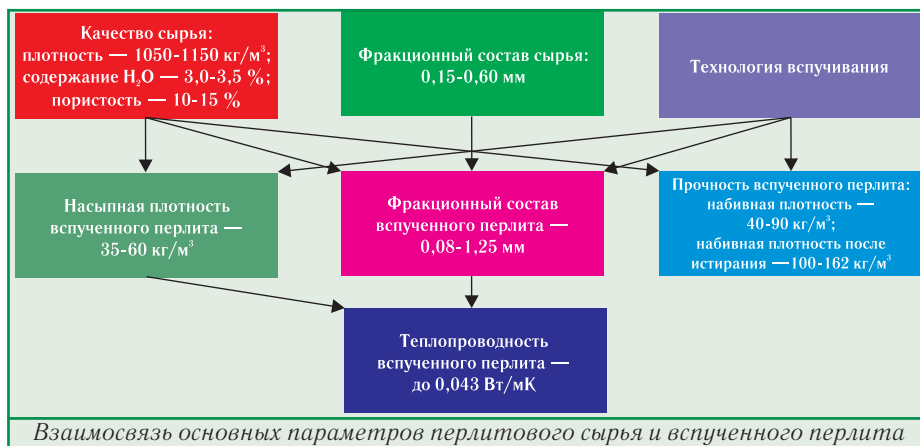 Качество сырья:
плотность — 1050-1150 кг/м³;
содержание H₂O — 3,0-3,5 %;
пористость — 10-15 %
Фракционный состав сырья:
0,15-0,60 мм
Технология вспучивания
Насыпная плотность
вспученного перлита —
35-60 кг/м³
Фракционный состав
вспученного перлита —
0,08-1,25 мм
Прочность вспученного перлита:
набивная плотность —
40-90 кг/м³;
набивная плотность после
истирания —100-162 кг/м³
Теплопроводность
вспученного перлита —
до 0,043 Вт/мК
Взаимосвязь основных параметров перлитового сырья и вспученного перлита